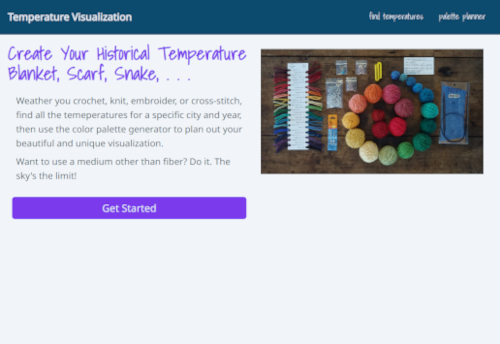 Temperature Visualization
find temperatures palette planner
Create Your Historical Temperature
Blanket, Scarf, Snake, . . .
Weather you crochet, knit, embroider, or cross-stitch,
find all the temeperatures for a specific city and year,
then use the color palette generator to plan out your
beautiful and unique visualization.
Want to use a medium other than fiber? Do it. The
sky's the limit!
Get Started